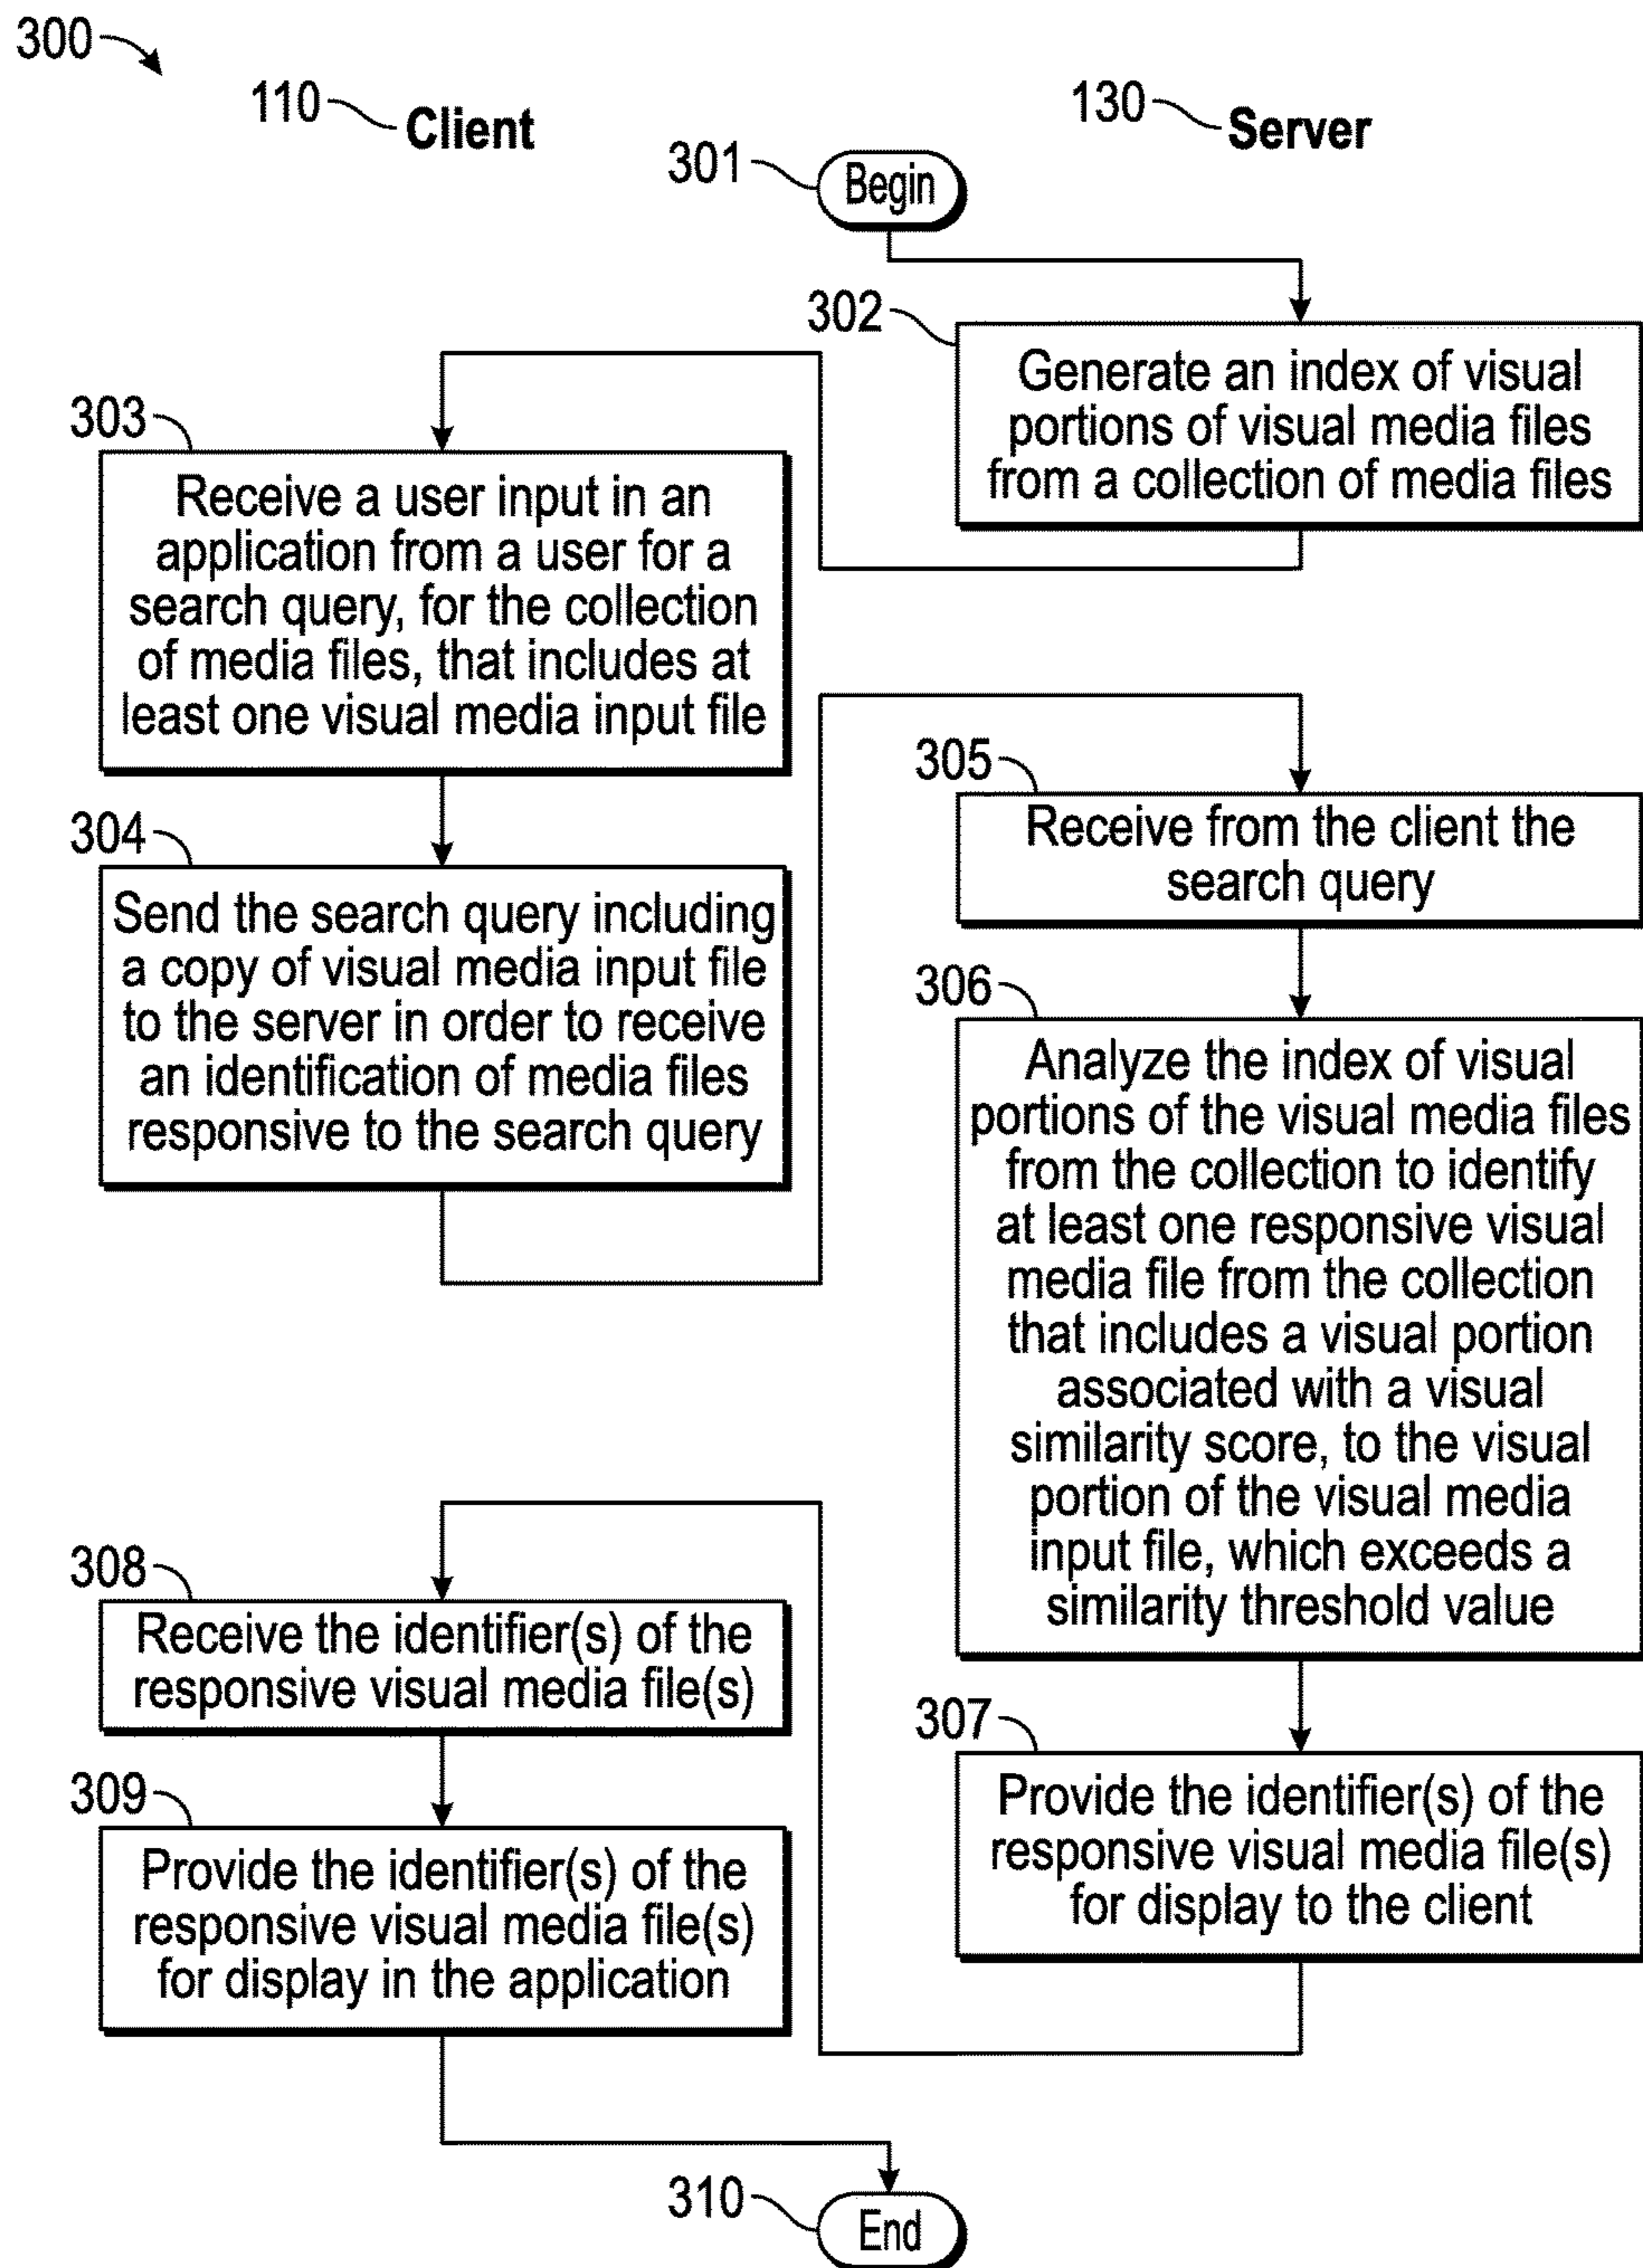 300
110 Client
130 Server
301 Begin
302
Generate an index of visual
portions of visual media files
from a collection of media files
303
Receive a user input in an
application from a user for a
search query, for the collection
of media files, that includes at
least one visual media input file
304
Send the search query including
a copy of visual media input file
to the server in order to receive
an identification of media files
responsive to the search query
305
Receive from the client the
search query
306
Analyze the index of visual
portions of the visual media files
from the collection to identify
at least one responsive visual
media file from the collection
that includes a visual portion
associated with a visual
similarity score, to the visual
portion of the visual media
input file, which exceeds a
similarity threshold value
307
Provide the identifier(s) of the
responsive visual media file(s)
for display to the client
308
Receive the identifier(s) of the
responsive visual media file(s)
309
Provide the identifier(s) of the
responsive visual media file(s)
for display in the application
310 End